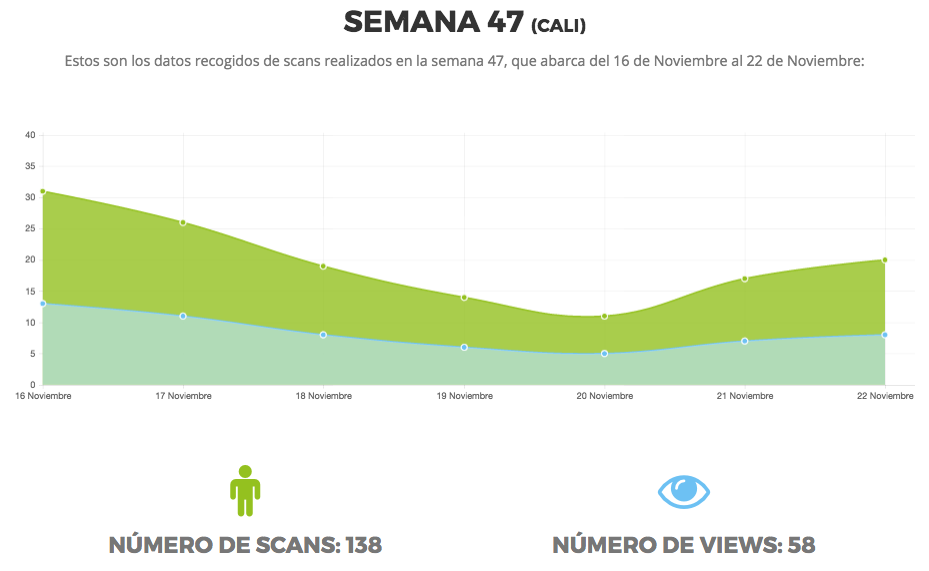 SEMANA 47 (CALI)
Estos son los datos recogidos de scans realizados en la semana 47, que abarca del 16 de Noviembre al 22 de Noviembre:
40
35
30
25
20
15
10
5
0
16 Noviembre 17 Noviembre 18 Noviembre 19 Noviembre 20 Noviembre 21 Noviembre 22 Noviembre
NÚMERO DE SCANS: 138 NÚMERO DE VIEWS: 58